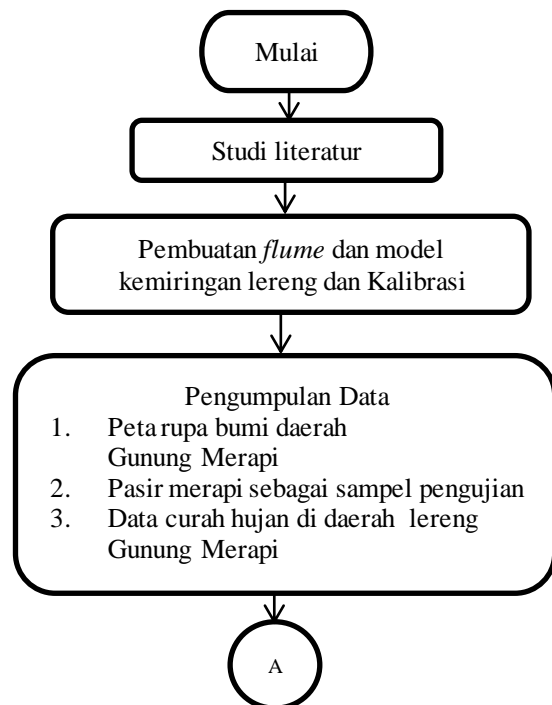 Mulai
Studi literatur
Pembuatan flume dan model
kemiringan lereng dan Kalibrasi
Pengumpulan Data
1. Peta rupa bumi daerah
Gunung Merapi
2. Pasir merapi sebagai sampel pengujian
3. Data curah hujan di daerah lereng
Gunung Merapi
A